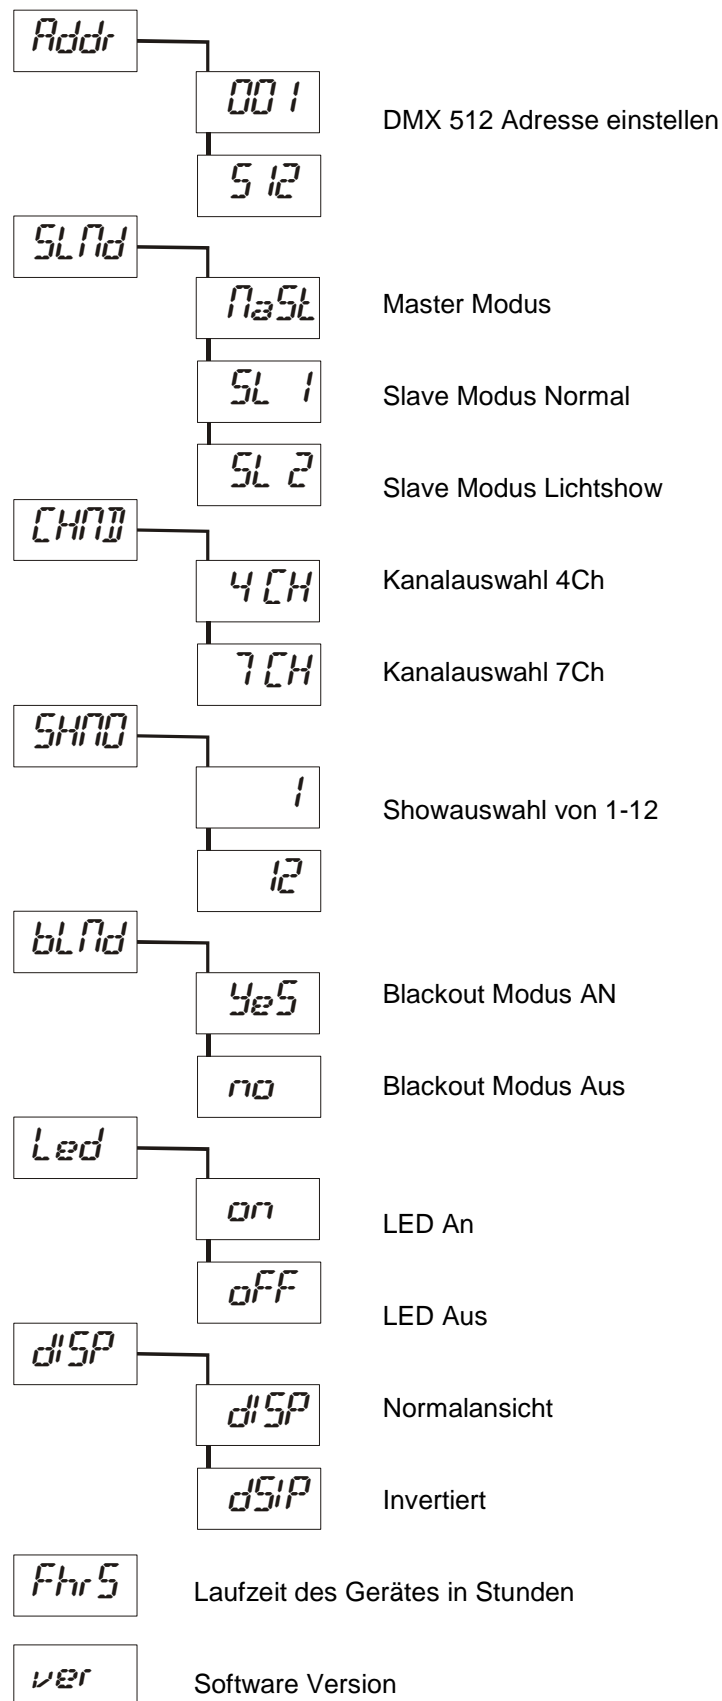 Addr
001
DMX 512 Adresse einstellen
512
SLMd
MaSt
Master Modus
SL 1
Slave Modus Normal
SL 2
Slave Modus Lichtshow
CHMD
4 CH
Kanalauswahl 4Ch
7 CH
Kanalauswahl 7Ch
SHMD
1
Showauswahl von 1-12
12
bLMd
YeS
Blackout Modus AN
no
Blackout Modus Aus
Led
on
LED An
oFF
LED Aus
dISP
dISP
Normalansicht
dSIP
Invertiert
FhrS
Laufzeit des Gerätes in Stunden
ver
Software Version